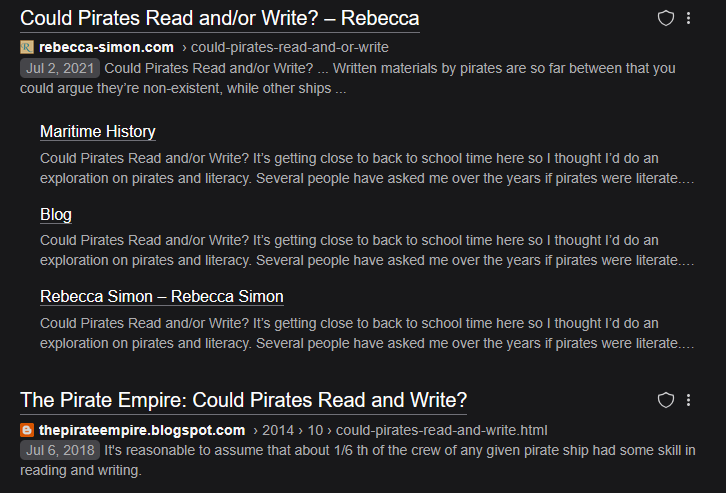 Could Pirates Read and/or Write? – Rebecca
rebecca-simon.com › could-pirates-read-and-or-write
Jul 2, 2021 Could Pirates Read and/or Write? ... Written materials by pirates are so far between that you
could argue they're non-existent, while other ships ...
Maritime History
Could Pirates Read and/or Write? It's getting close to back to school time here so I thought I'd do an
exploration on pirates and literacy. Several people have asked me over the years if pirates were literate....
Blog
Could Pirates Read and/or Write? It's getting close to back to school time here so I thought I'd do an
exploration on pirates and literacy. Several people have asked me over the years if pirates were literate....
Rebecca Simon – Rebecca Simon
Could Pirates Read and/or Write? It's getting close to back to school time here so I thought I'd do an
exploration on pirates and literacy. Several people have asked me over the years if pirates were literate....
The Pirate Empire: Could Pirates Read and Write?
thepirateempire.blogspot.com › 2014 › 10 › could-pirates-read-and-write.html
Jul 6, 2018 It's reasonable to assume that about 1/6 th of the crew of any given pirate ship had some skill in
reading and writing.